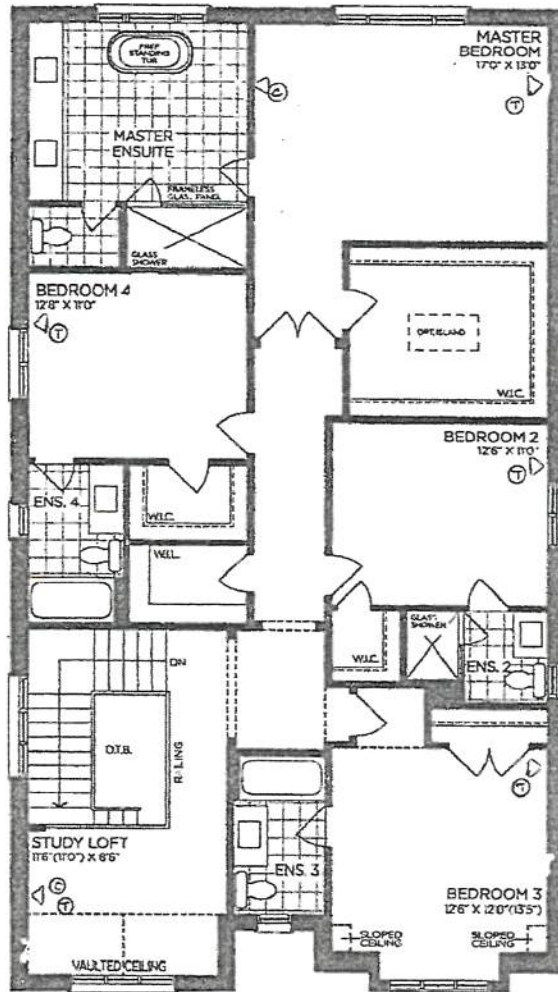 FREE
STANDING
TUB
MASTER
BEDROOM
17'0" X 13'0"
C
T
MASTER
ENSUITE
FRAMELESS
GLASS PANEL
GLASS
SHOWER
BEDROOM 4
12'8" X 11'0"
T
OPT. ISLAND
W.I.C.
BEDROOM 2
12'6" X 11'0"
T
ENS. 4
W.I.C.
W.I.L.
GLASS
SHOWER
W.I.C.
ENS. 2
DN
O.T.B.
RAILING
T
STUDY LOFT
11'6"(11'0") X 8'6"
C
T
ENS. 3
BEDROOM 3
12'6" X 12'0"(13'5")
SLOPED
CEILING
SLOPED
CEILING
VAULTED CEILING